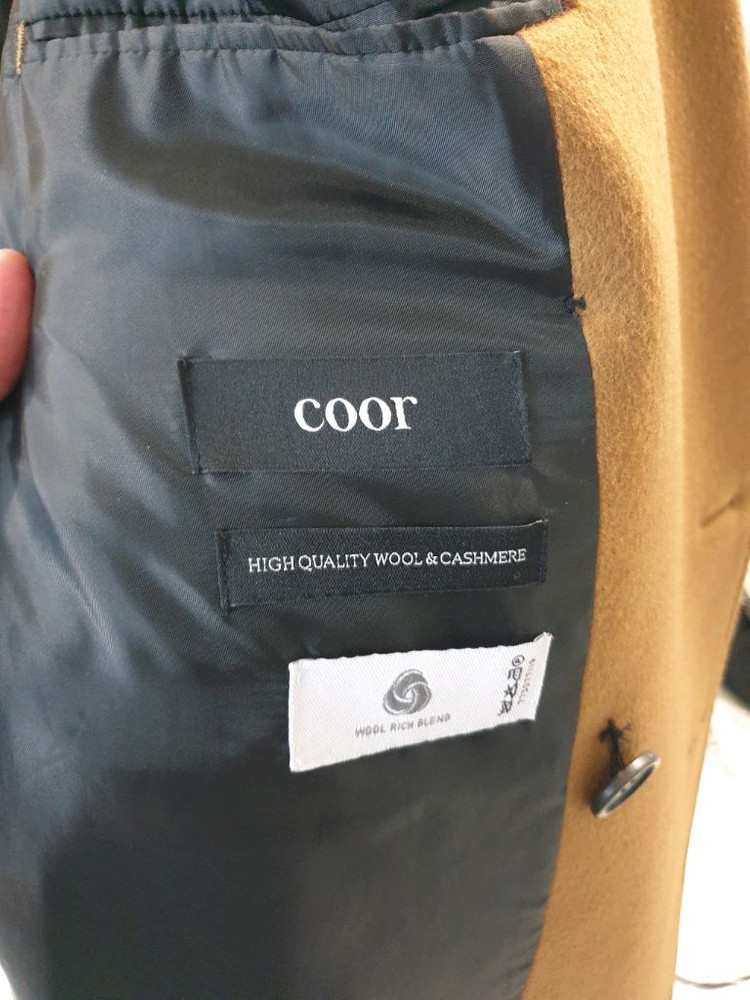 coor
HIGH QUALITY WOOL & CASHMERE
WOOL RICH BLEND